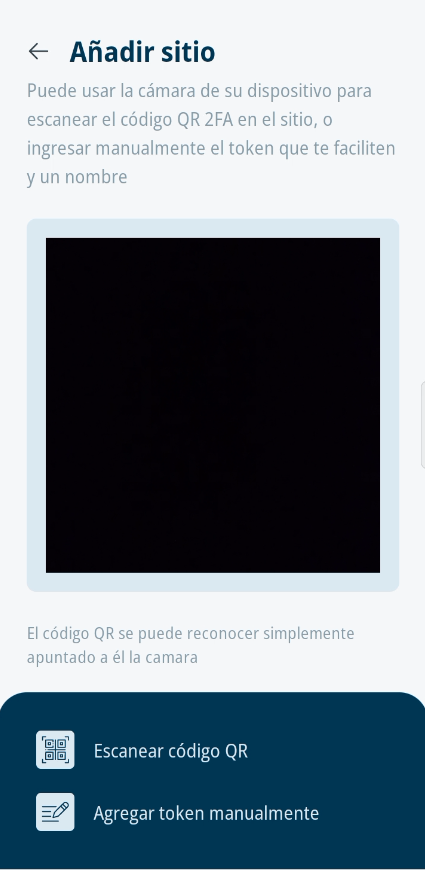 Añadir sitio
Puede usar la cámara de su dispositivo para
escanear el código QR 2FA en el sitio, o
ingresar manualmente el token que te faciliten
y un nombre
El código QR se puede reconocer simplemente
apuntado a él la camara
Escanear código QR
Agregar token manualmente